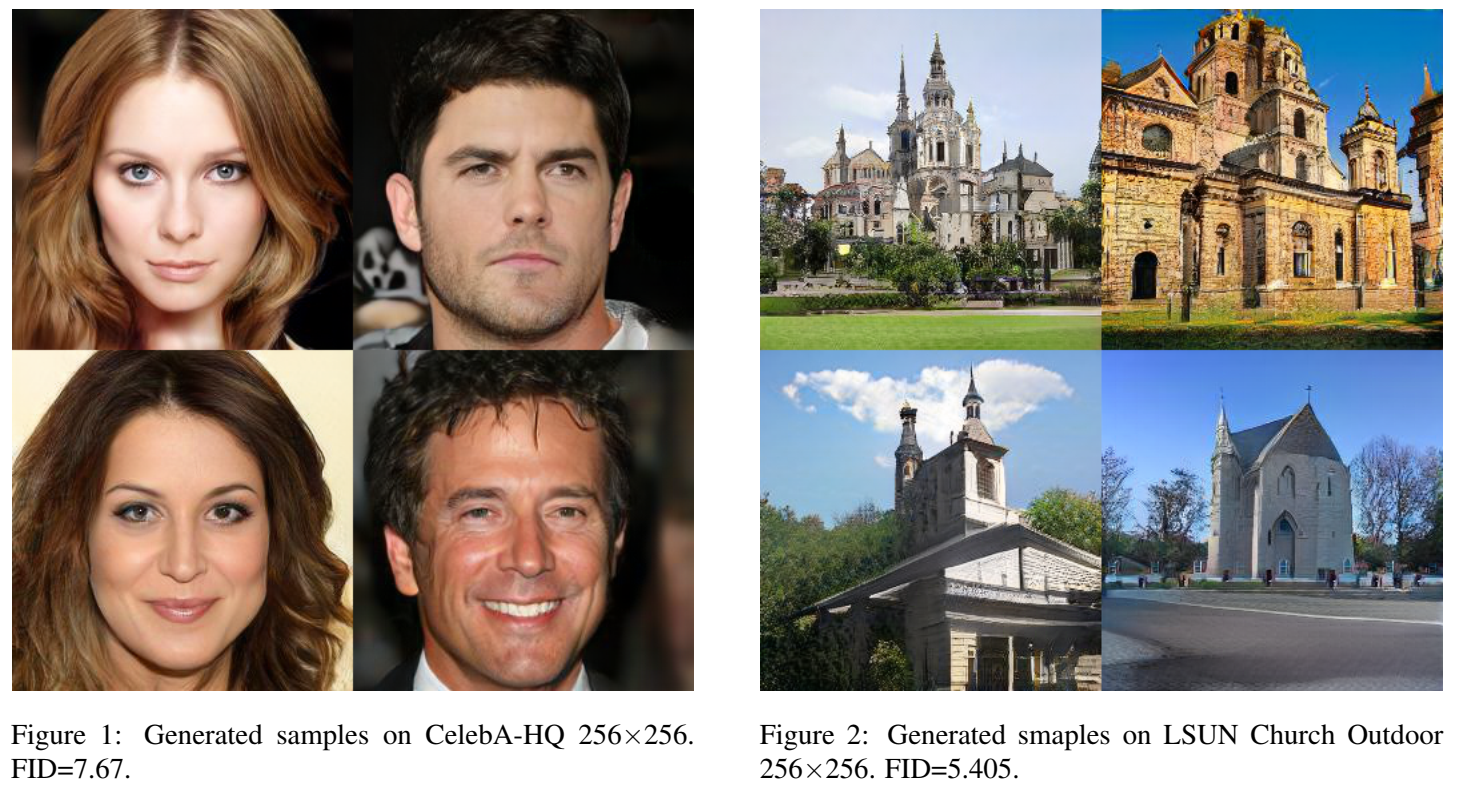 Figure 1: Generated samples on CelebA-HQ 256×256.
FID=7.67.
Figure 2: Generated smaples on LSUN Church Outdoor
256×256. FID=5.405.